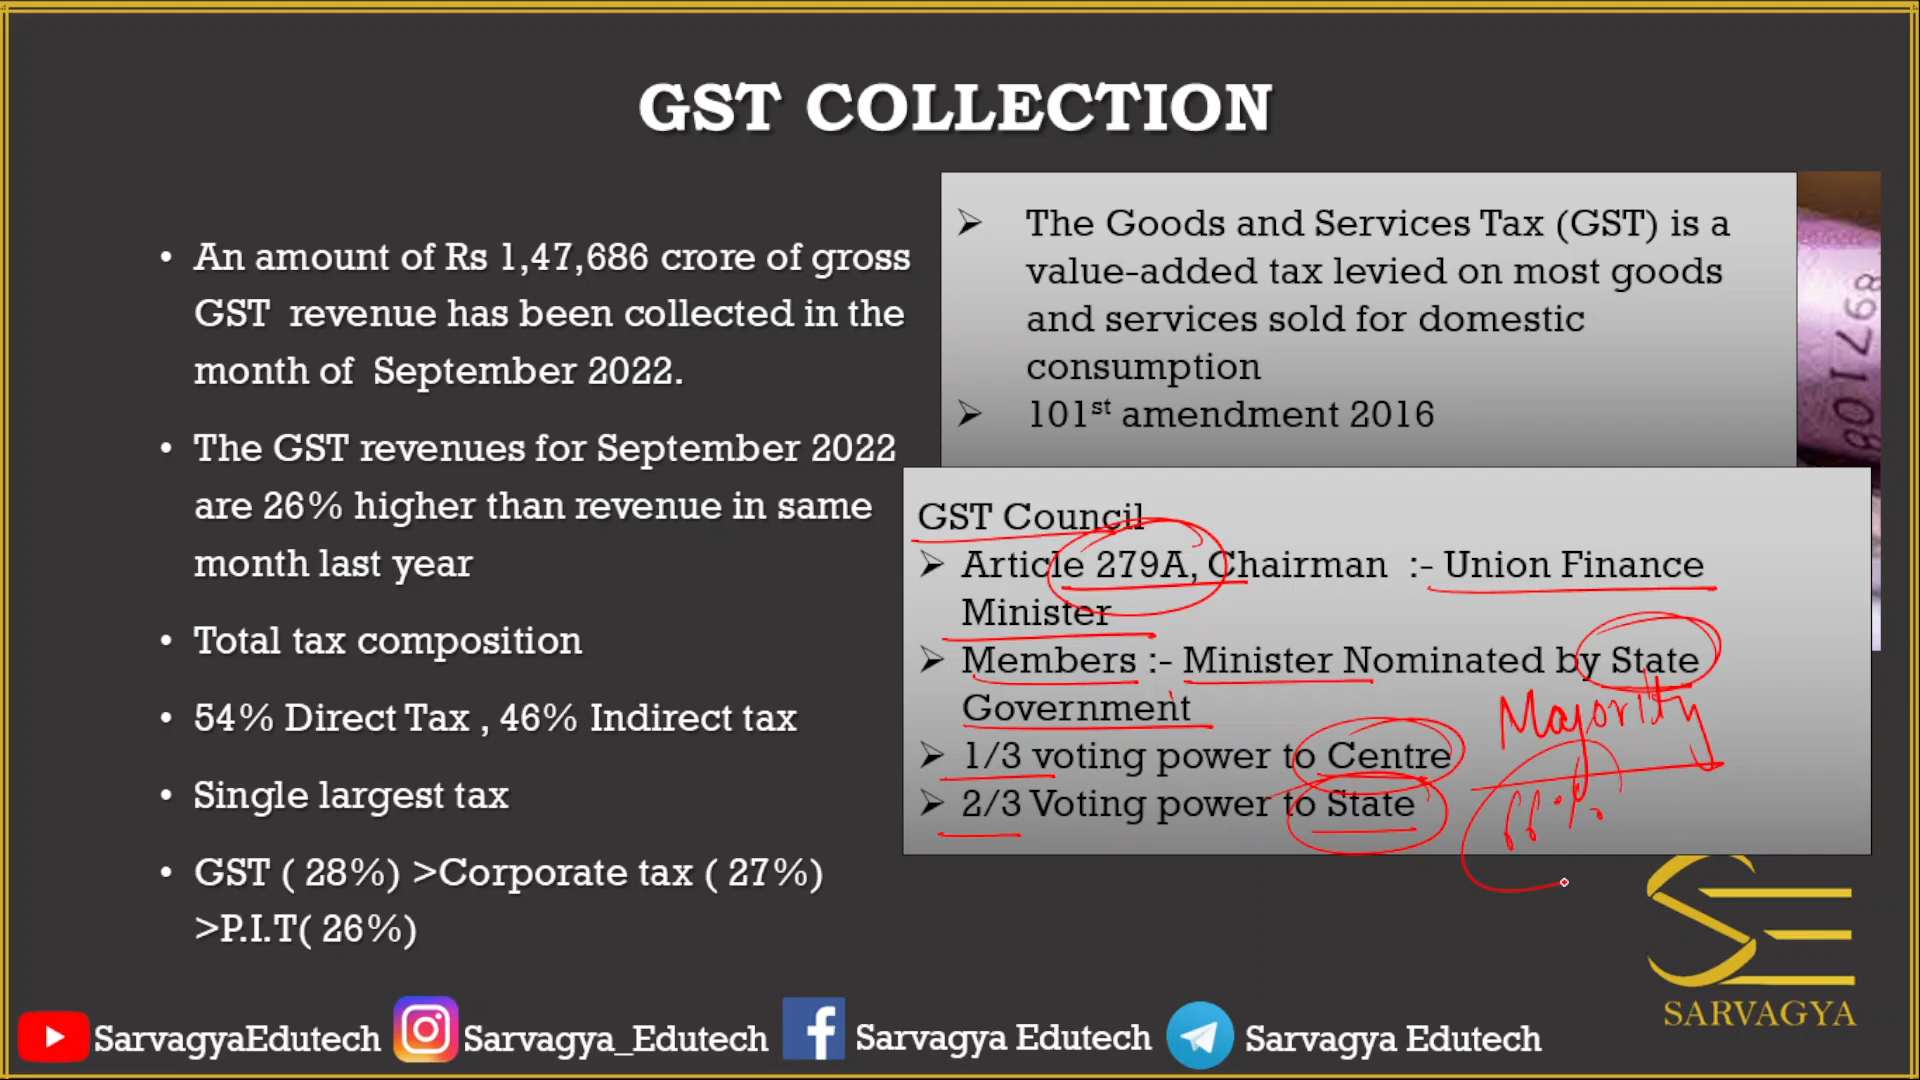 GST COLLECTION
• An amount of Rs 1,47,686 crore of gross
GST revenue has been collected in the
month of September 2022.
• The GST revenues for September 2022
are 26% higher than revenue in same
month last year
• Total tax composition
• 54% Direct Tax , 46% Indirect tax
• Single largest tax
• GST ( 28%) >Corporate tax ( 27%)
>P.I.T( 26%)
➢ The Goods and Services Tax (GST) is a
value-added tax levied on most goods
and services sold for domestic
consumption
➢ 101st amendment 2016
GST Council
➢ Article 279A, Chairman :- Union Finance
Minister
➢ Members :- Minister Nominated by State
Government
➢ 1/3 voting power to Centre
➢ 2/3 Voting power to State
Majority
66%
SARVAGYA
SarvagyaEdutech
Sarvagya_Edutech
Sarvagya Edutech
Sarvagya Edutech